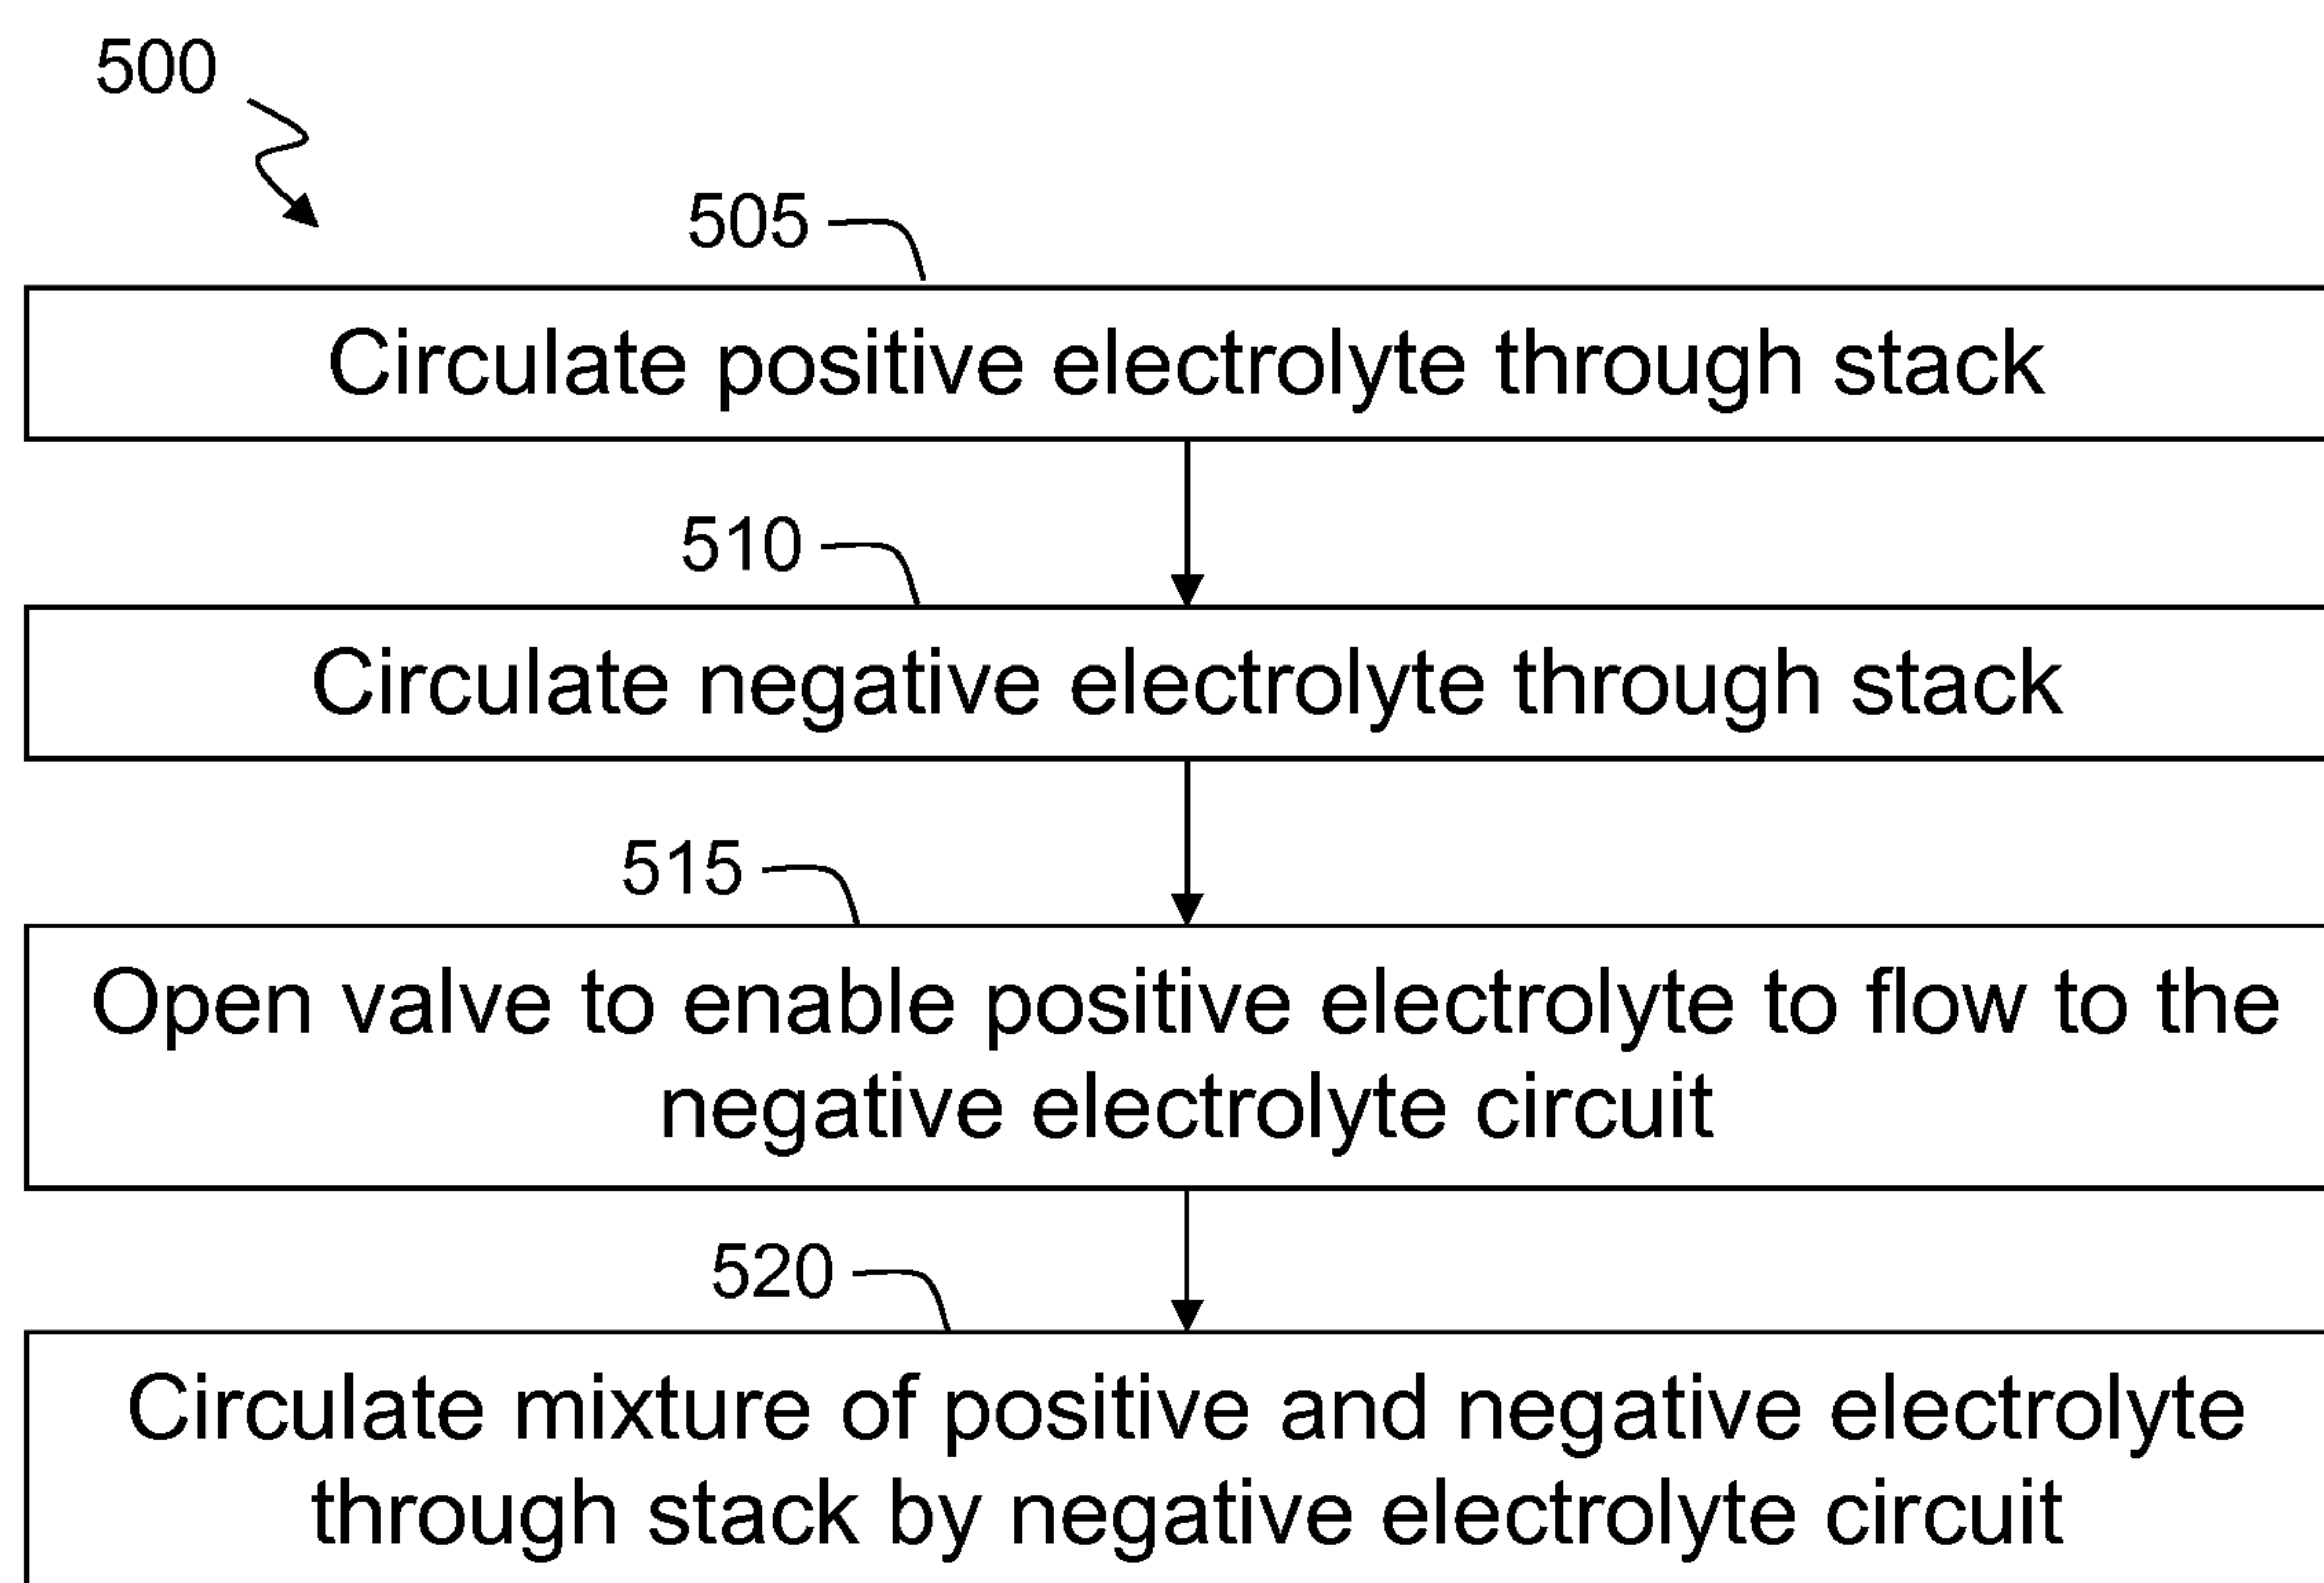 500
505
Circulate positive electrolyte through stack
510
Circulate negative electrolyte through stack
515
Open valve to enable positive electrolyte to flow to the
negative electrolyte circuit
520
Circulate mixture of positive and negative electrolyte
through stack by negative electrolyte circuit